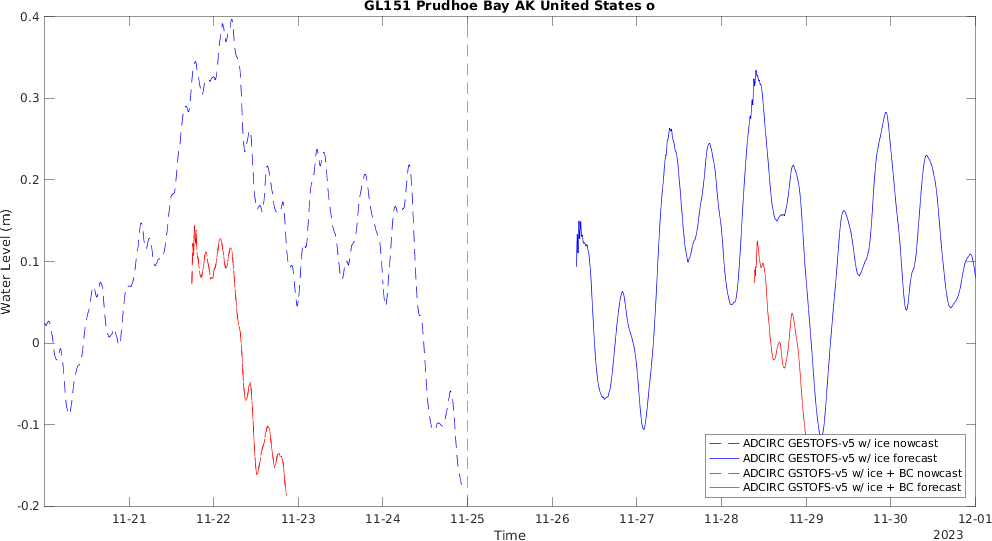 GL151 Prudhoe Bay AK United States o
Water Level (m)
0.4
0.3
0.2
0.1
0
-0.1
-0.2
ADCIRC GESTOFS-v5 w/ ice nowcast
ADCIRC GESTOFS-v5 w/ ice forecast
ADCIRC GSTOFS-v5 w/ ice + BC nowcast
ADCIRC GSTOFS-v5 w/ ice + BC forecast
11-21 11-22 11-23 11-24 11-25 11-26 11-27 11-28 11-29 11-30 12-01
Time
2023